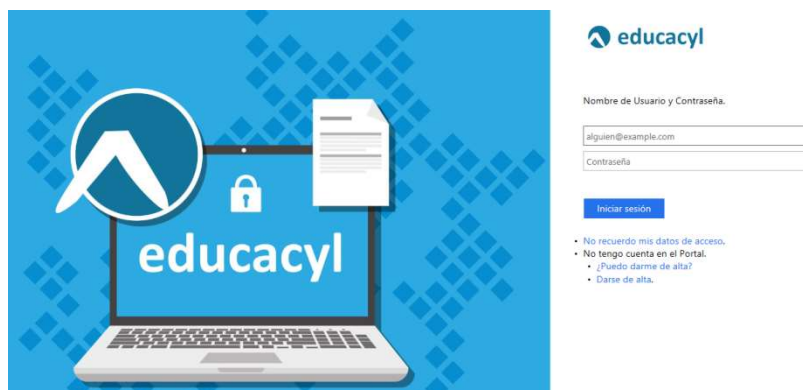 educacyl
educacyl
Nombre de Usuario y Contraseña.
alguien@example.com
Contraseña
Iniciar sesión
No recuerdo mis datos de acceso.
No tengo cuenta en el Portal.
¿Puedo darme de alta?
Darse de alta.